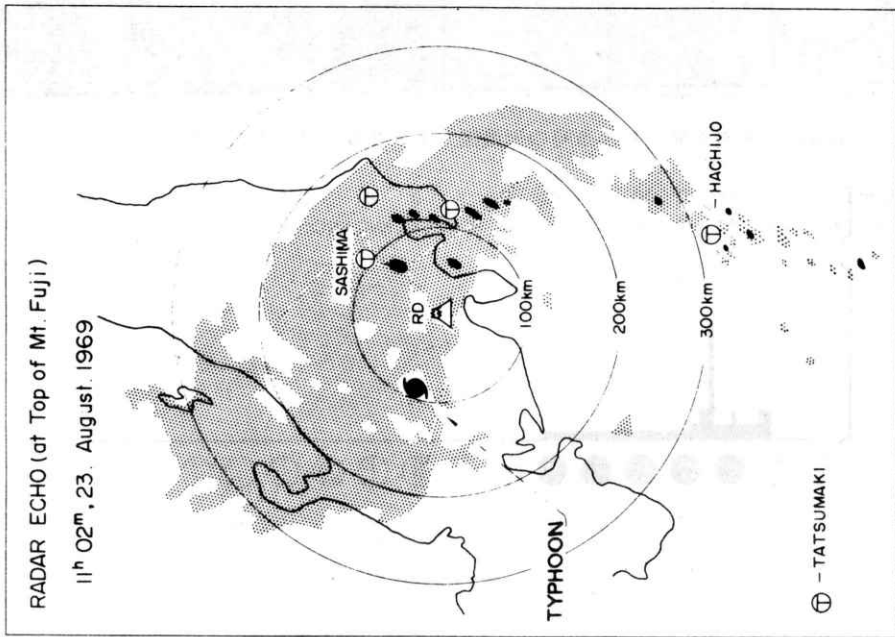 RADAR ECHO (at Top of Mt. Fuji)
11h 02m, 23. August. 1969
SASHIMA
RD
100km
200km
300km
- HACHIJO
TYPHOON
T - TATSUMAKI